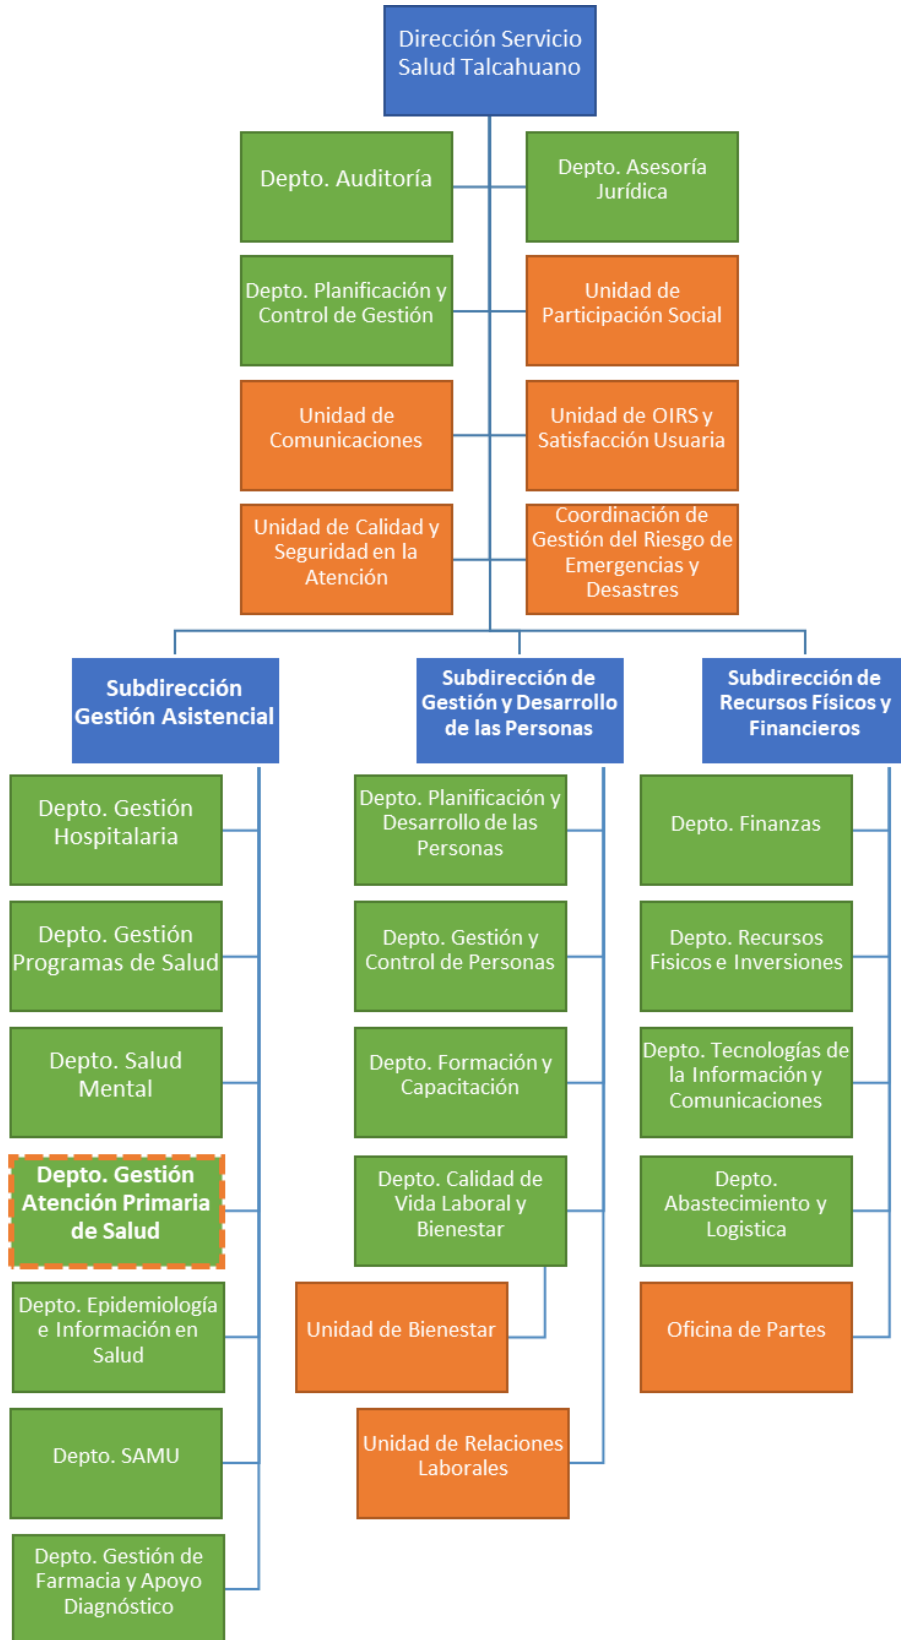 Dirección Servicio
Salud Talcahuano
Depto. Auditoría
Depto. Asesoría
Jurídica
Depto. Planificación y
Control de Gestión
Unidad de
Participación Social
Unidad de
Comunicaciones
Unidad de OIRS y
Satisfacción Usuaria
Unidad de Calidad y
Seguridad en la
Atención
Coordinación de
Gestión del Riesgo de
Emergencias y
Desastres
Subdirección
Gestión Asistencial
Subdirección de
Gestión y Desarrollo
de las Personas
Subdirección de
Recursos Físicos y
Financieros
Depto. Gestión
Hospitalaria
Depto. Gestión
Programas de Salud
Depto. Salud
Mental
Depto. Gestión
Atención Primaria
de Salud
Depto. Epidemiología
e Información en
Salud
Depto. SAMU
Depto. Gestión de
Farmacia y Apoyo
Diagnóstico
Depto. Planificación y
Desarrollo de las
Personas
Depto. Gestión y
Control de Personas
Depto. Formación y
Capacitación
Depto. Calidad de
Vida Laboral y
Bienestar
Unidad de Bienestar
Unidad de Relaciones
Laborales
Depto. Finanzas
Depto. Recursos
Fisicos e Inversiones
Depto. Tecnologías de
la Información y
Comunicaciones
Depto.
Abastecimiento y
Logistica
Oficina de Partes